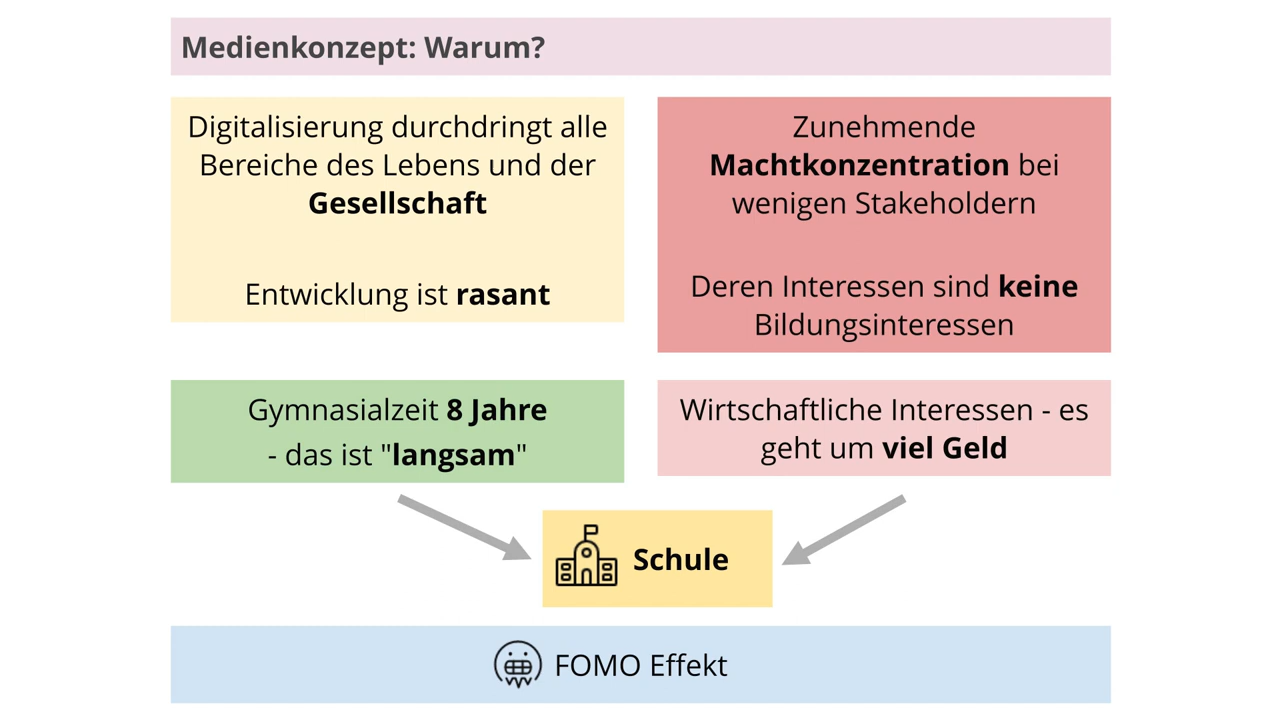 Medienkonzept: Warum?
Digitalisierung durchdringt alle
Bereiche des Lebens und der
Gesellschaft
Entwicklung ist rasant
Zunehmende
Machtkonzentration bei
wenigen Stakeholdern
Deren Interessen sind keine
Bildungsinteressen
Gymnasialzeit 8 Jahre
- das ist "langsam"
Wirtschaftliche Interessen - es
geht um viel Geld
Schule
FOMO Effekt